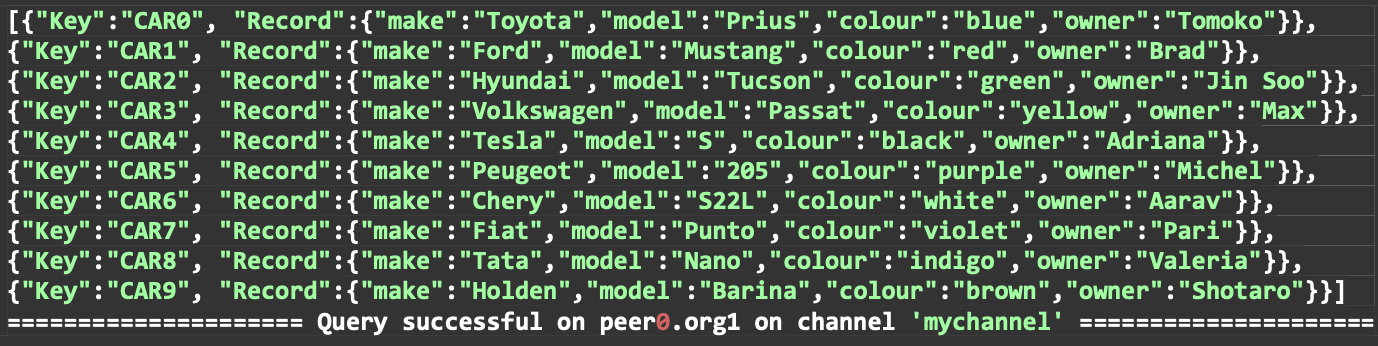 [{"Key":"CAR0", "Record":{"make":"Toyota","model":"Prius","colour":"blue","owner":"Tomoko"}},
{"Key":"CAR1", "Record":{"make":"Ford","model":"Mustang","colour":"red","owner":"Brad"}},
{"Key":"CAR2", "Record":{"make":"Hyundai","model":"Tucson","colour":"green","owner":"Jin Soo"}},
{"Key":"CAR3", "Record":{"make":"Volkswagen","model":"Passat","colour":"yellow","owner":"Max"}},
{"Key":"CAR4", "Record":{"make":"Tesla","model":"S","colour":"black","owner":"Adriana"}},
{"Key":"CAR5", "Record":{"make":"Peugeot","model":"205","colour":"purple","owner":"Michel"}},
{"Key":"CAR6", "Record":{"make":"Chery","model":"S22L","colour":"white","owner":"Aarav"}},
{"Key":"CAR7", "Record":{"make":"Fiat","model":"Punto","colour":"violet","owner":"Pari"}},
{"Key":"CAR8", "Record":{"make":"Tata","model":"Nano","colour":"indigo","owner":"Valeria"}},
{"Key":"CAR9", "Record":{"make":"Holden","model":"Barina","colour":"brown","owner":"Shotaro"}}]
===================== Query successful on peer0.org1 on channel 'mychannel' =====================